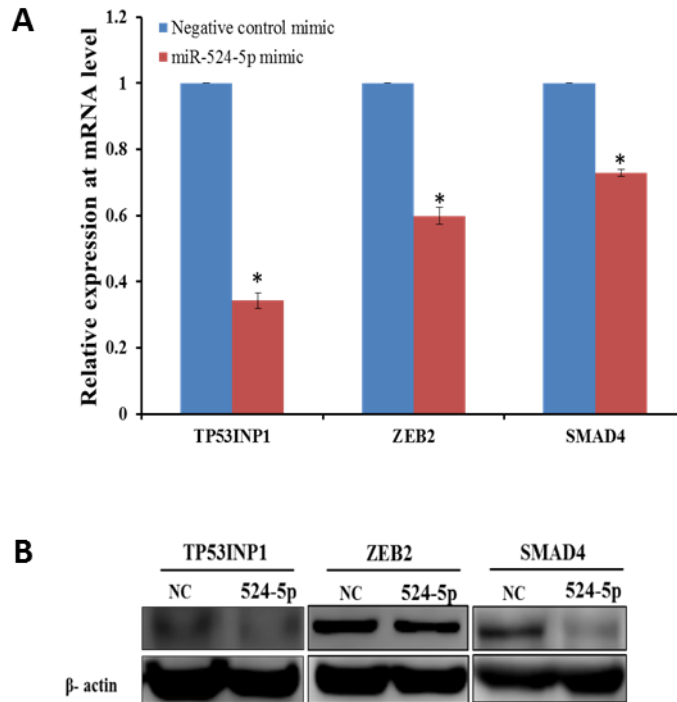 A
1.2
Negative control mimic
miR-524-5p mimic
1
0.8
0.6
0.4
0.2
0
Relative expression at mRNA level
*
*
*
TP53INP1 ZEB2 SMAD4
B
TP53INP1 ZEB2 SMAD4
NC 524-5p NC 524-5p NC 524-5p
β- actin